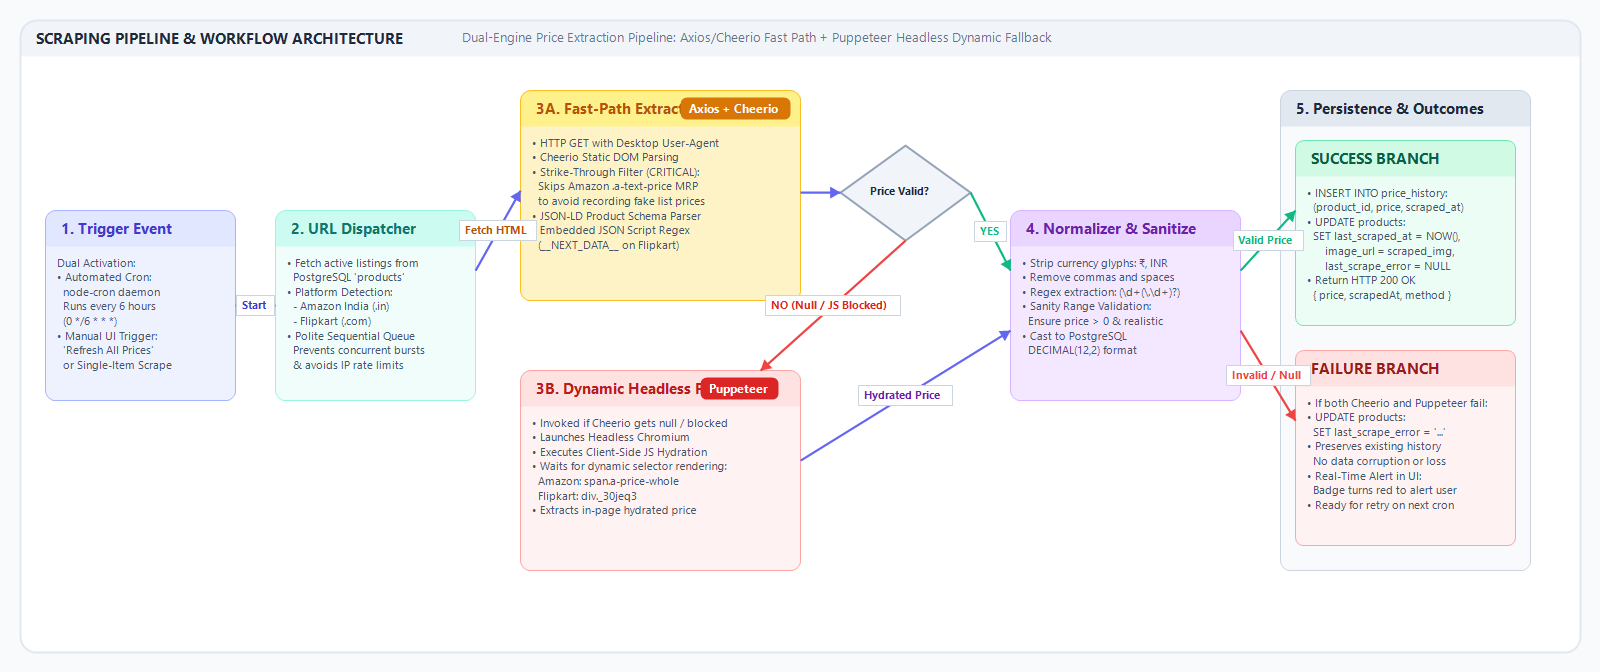 SCRAPING PIPELINE & WORKFLOW ARCHITECTURE
Dual-Engine Price Extraction Pipeline: Axios/Cheerio Fast Path + Puppeteer Headless Dynamic Fallback
1. Trigger Event
Dual Activation:
• Automated Cron:
node-cron daemon
Runs every 6 hours
(0 */6 * * *)
• Manual UI Trigger:
'Refresh All Prices'
or Single-Item Scrape
Start
2. URL Dispatcher
• Fetch active listings from
PostgreSQL 'products'
• Platform Detection:
- Amazon India (.in)
- Flipkart (.com)
• Polite Sequential Queue
Prevents concurrent bursts
& avoids IP rate limits
Fetch HTML
3A. Fast-Path Extrac
Axios + Cheerio
• HTTP GET with Desktop User-Agent
• Cheerio Static DOM Parsing
• Strike-Through Filter (CRITICAL):
Skips Amazon .a-text-price MRP
to avoid recording fake list prices
• JSON-LD Product Schema Parser
Embedded JSON Script Regex
(__NEXT_DATA__ on Flipkart)
Price Valid?
YES
NO (Null / JS Blocked)
3B. Dynamic Headless
Puppeteer
• Invoked if Cheerio gets null / blocked
• Launches Headless Chromium
• Executes Client-Side JS Hydration
• Waits for dynamic selector rendering:
Amazon: span.a-price-whole
Flipkart: div._30jeq3
• Extracts in-page hydrated price
Hydrated Price
4. Normalizer & Sanitize
• Strip currency glyphs: ₹, INR
• Remove commas and spaces
• Regex extraction: (\d+(\.\d+)?)
• Sanity Range Validation:
Ensure price > 0 & realistic
• Cast to PostgreSQL
DECIMAL(12,2) format
Valid Price
Invalid / Null
5. Persistence & Outcomes
SUCCESS BRANCH
• INSERT INTO price_history:
(product_id, price, scraped_at)
• UPDATE products:
SET last_scraped_at = NOW(),
image_url = scraped_img,
last_scrape_error = NULL
• Return HTTP 200 OK
{ price, scrapedAt, method }
FAILURE BRANCH
• If both Cheerio and Puppeteer fail:
• UPDATE products:
SET last_scrape_error = '...'
• Preserves existing history
No data corruption or loss
• Real-Time Alert in UI:
Badge turns red to alert user
• Ready for retry on next cron